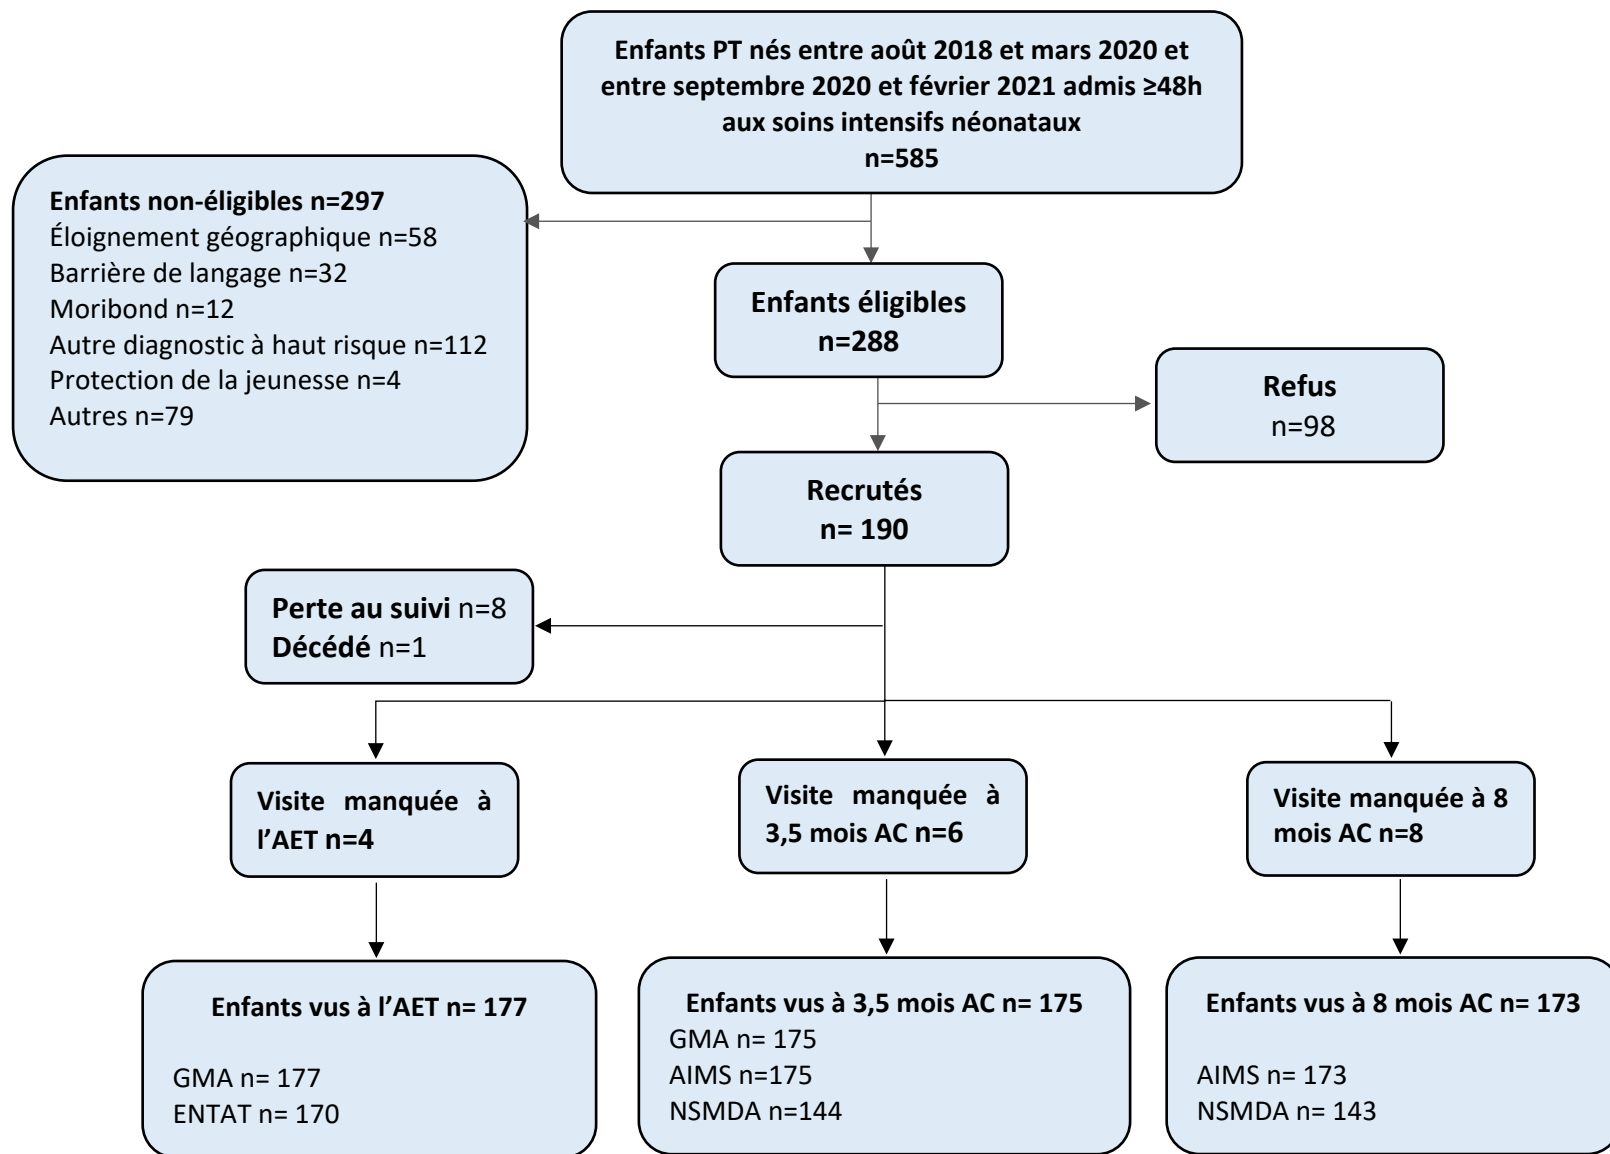 Enfants PT nés entre août 2018 et mars 2020 et
entre septembre 2020 et février 2021 admis ≥48h
aux soins intensifs néonataux
n=585
Enfants non-éligibles n=297
Éloignement géographique n=58
Barrière de langage n=32
Moribond n=12
Autre diagnostic à haut risque n=112
Protection de la jeunesse n=4
Autres n=79
Enfants éligibles
n=288
Refus
n=98
Recrutés
n= 190
Perte au suivi n=8
Décédé n=1
Visite manquée à
l’AET n=4
Visite manquée à
3,5 mois AC n=6
Visite manquée à 8
mois AC n=8
Enfants vus à l’AET n= 177
GMA n= 177
ENTAT n= 170
Enfants vus à 3,5 mois AC n= 175
GMA n= 175
AIMS n=175
NSMDA n=144
Enfants vus à 8 mois AC n= 173
AIMS n= 173
NSMDA n= 143